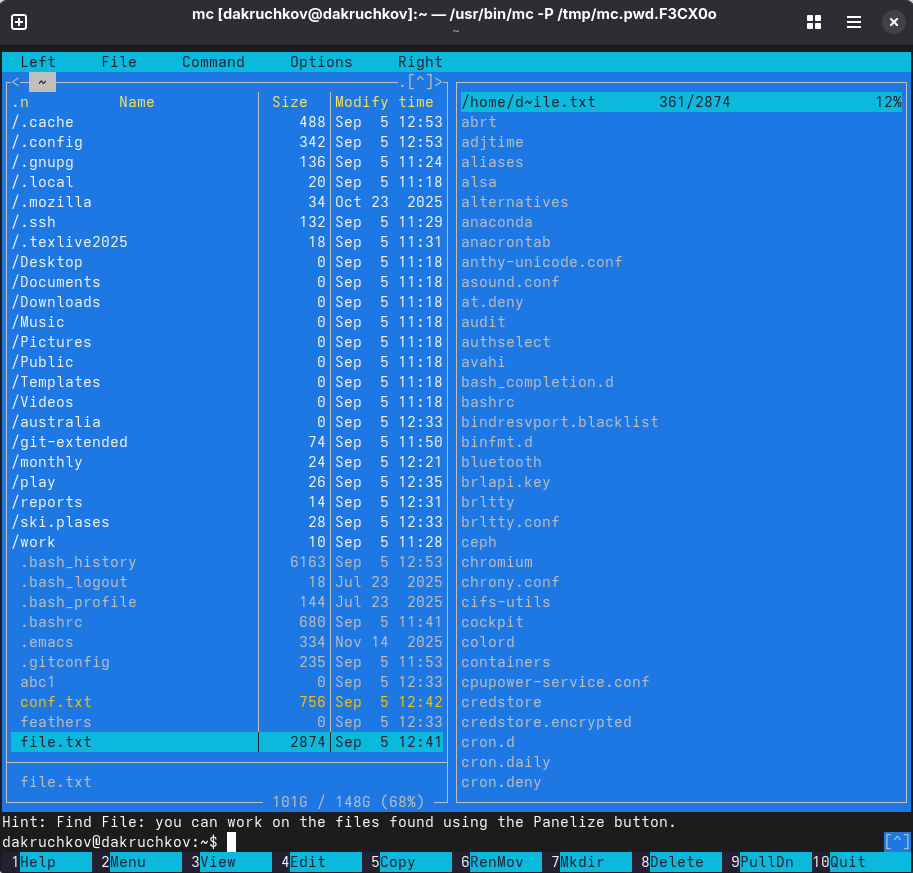 mc [dakruchkov@dakruchkov]:~ — /usr/bin/mc -P /tmp/mc.pwd.F3CX0o
~
Left File Command Options Right
<─ ~ .[^]>
.n Name Size Modify time
/.cache 488 Sep 5 12:53
/.config 342 Sep 5 12:53
/.gnupg 136 Sep 5 11:24
/.local 20 Sep 5 11:18
/.mozilla 34 Oct 23 2025
/.ssh 132 Sep 5 11:29
/.texlive2025 18 Sep 5 11:31
/Desktop 0 Sep 5 11:18
/Documents 0 Sep 5 11:18
/Downloads 0 Sep 5 11:18
/Music 0 Sep 5 11:18
/Pictures 0 Sep 5 11:18
/Public 0 Sep 5 11:18
/Templates 0 Sep 5 11:18
/Videos 0 Sep 5 11:18
/australia 0 Sep 5 12:33
/git-extended 74 Sep 5 11:50
/monthly 24 Sep 5 12:21
/play 26 Sep 5 12:35
/reports 14 Sep 5 12:31
/ski.plases 28 Sep 5 12:33
/work 10 Sep 5 11:28
.bash_history 6163 Sep 5 12:53
.bash_logout 18 Jul 23 2025
.bash_profile 144 Jul 23 2025
.bashrc 680 Sep 5 11:41
.emacs 334 Nov 14 2025
.gitconfig 235 Sep 5 11:53
abc1 0 Sep 5 12:33
conf.txt 756 Sep 5 12:42
feathers 0 Sep 5 12:33
file.txt 2874 Sep 5 12:41
file.txt
101G / 148G (68%)
/home/d~ile.txt 361/2874 12%
abrt
adjtime
aliases
alsa
alternatives
anaconda
anacrontab
anthy-unicode.conf
asound.conf
at.deny
audit
authselect
avahi
bash_completion.d
bashrc
bindresvport.blacklist
binfmt.d
bluetooth
brlapi.key
brltty
brltty.conf
ceph
chromium
chrony.conf
cifs-utils
cockpit
colord
containers
cpupower-service.conf
credstore
credstore.encrypted
cron.d
cron.daily
cron.deny
Hint: Find File: you can work on the files found using the Panelize button.
dakruchkov@dakruchkov:~$ [^]
1Help 2Menu 3View 4Edit 5Copy 6RenMov 7Mkdir 8Delete 9PullDn 10Quit